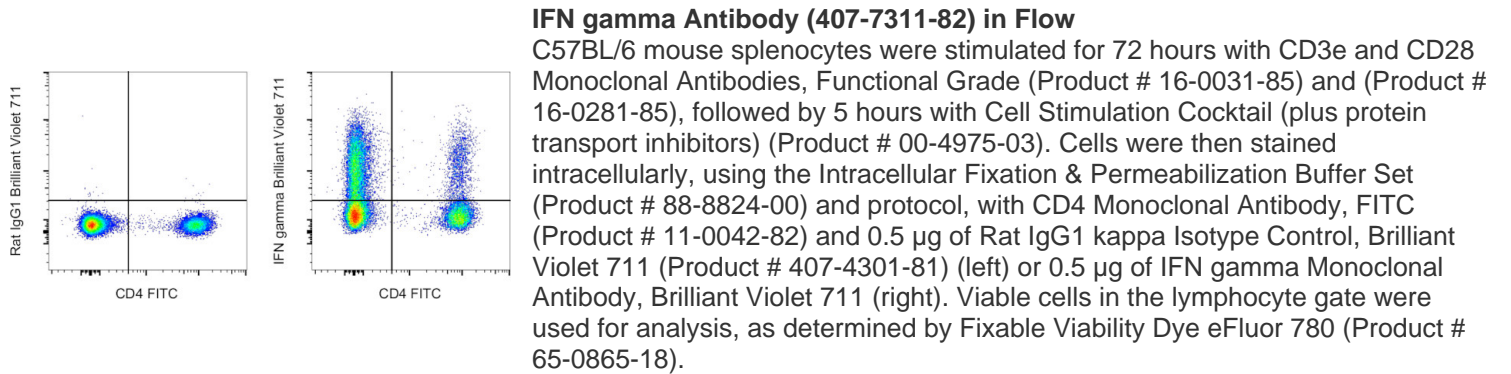 IFN gamma Antibody (407-7311-82) in Flow
C57BL/6 mouse splenocytes were stimulated for 72 hours with CD3e and CD28
Monoclonal Antibodies, Functional Grade (Product # 16-0031-85) and (Product #
16-0281-85), followed by 5 hours with Cell Stimulation Cocktail (plus protein
transport inhibitors) (Product # 00-4975-03). Cells were then stained
intracellularly, using the Intracellular Fixation & Permeabilization Buffer Set
(Product # 88-8824-00) and protocol, with CD4 Monoclonal Antibody, FITC
(Product # 11-0042-82) and 0.5 µg of Rat IgG1 kappa Isotype Control, Brilliant
Violet 711 (Product # 407-4301-81) (left) or 0.5 µg of IFN gamma Monoclonal
Antibody, Brilliant Violet 711 (right). Viable cells in the lymphocyte gate were
used for analysis, as determined by Fixable Viability Dye eFluor 780 (Product #
65-0865-18).
Rat IgG1 Brilliant Violet 711
CD4 FITC
IFN gamma Brilliant Violet 711
CD4 FITC